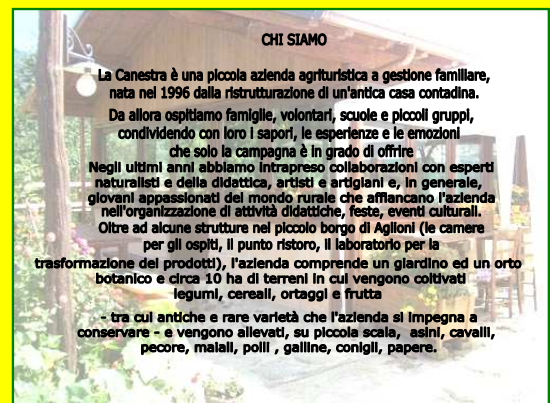 CHI SIAMO
La Canestra è una piccola azienda agrituristica a gestione familiare,
nata nel 1996 dalla ristrutturazione di un'antica casa contadina.
Da allora ospitiamo famiglie, volontari, scuole e piccoli gruppi,
condividendo con loro i sapori, le esperienze e le emozioni
che solo la campagna è in grado di offrire
Negli ultimi anni abbiamo intrapreso collaborazioni con esperti
naturalisti e della didattica, artisti e artigiani e, in generale,
giovani appassionati del mondo rurale che affiancano l'azienda
nell'organizzazione di attività didattiche, feste, eventi culturali.
Oltre ad alcune strutture nel piccolo borgo di Aglioni (le camere
per gli ospiti, il punto ristoro, il laboratorio per la
trasformazione dei prodotti), l'azienda comprende un giardino ed un orto
botanico e circa 10 ha di terreni in cui vengono coltivati
legumi, cereali, ortaggi e frutta
- tra cui antiche e rare varietà che l'azienda si impegna a
conservare - e vengono allevati, su piccola scala, asini, cavalli,
pecore, maiali, polli , galline, conigli, papere.